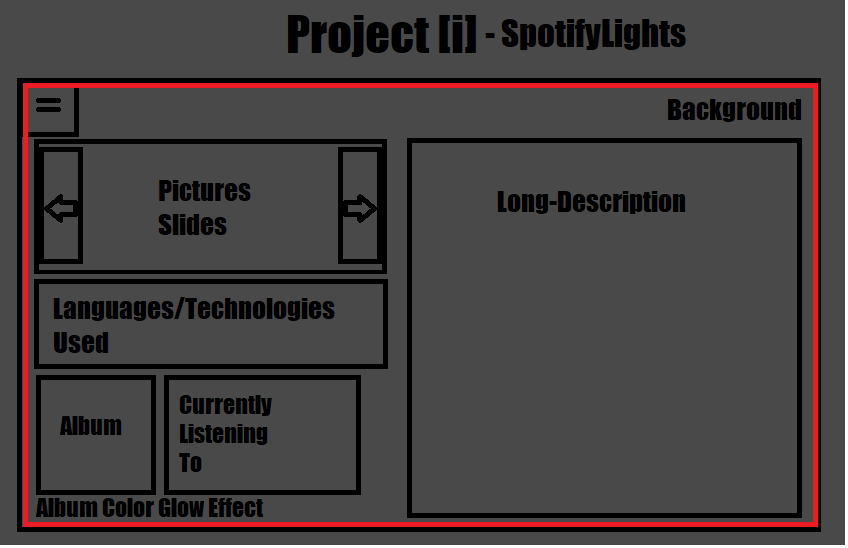 Project [i] - SpotifyLights
Background
Pictures
Slides
Long-Description
Languages/Technologies
Used
Album
Currently
Listening
To
Album Color Glow Effect